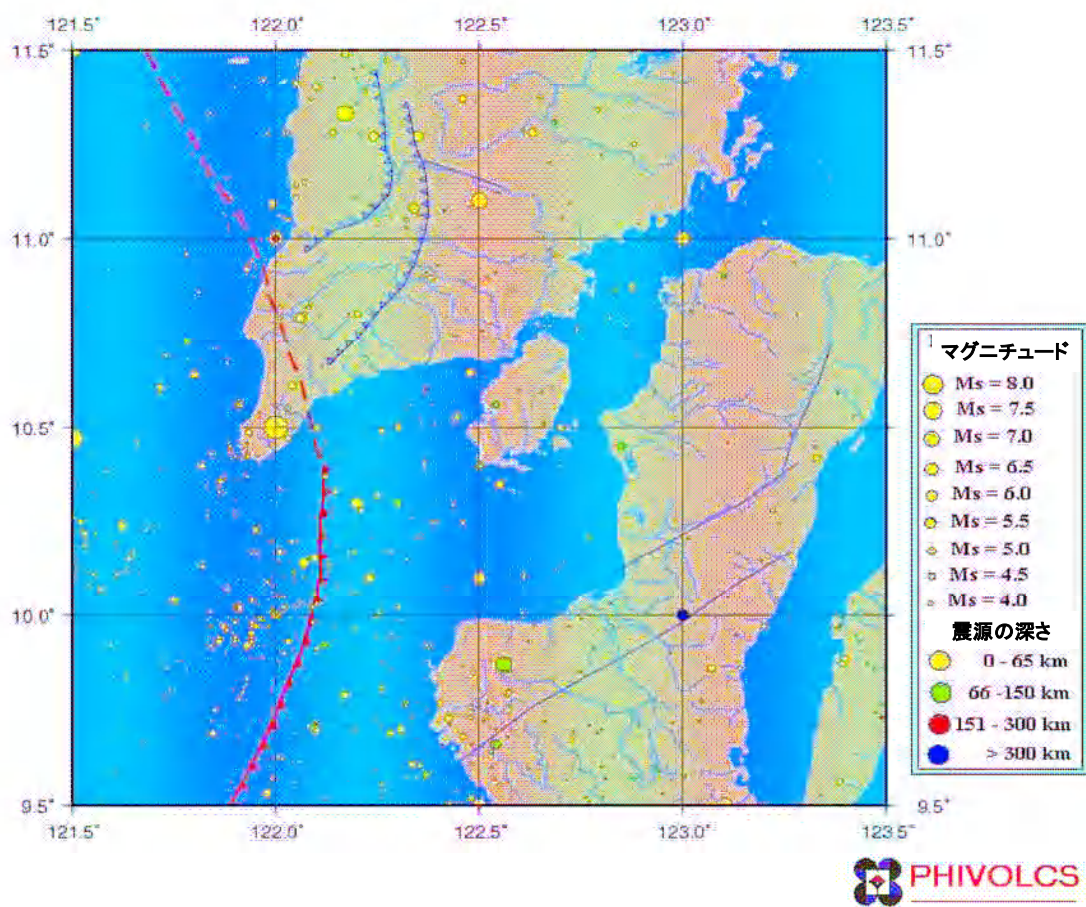 121.5° 122.0° 122.5° 123.0° 123.5°
11.5° 11.5°
11.0° 11.0°
10.5°
10.0°
9.5° 9.5°
121.5° 122.0° 122.5° 123.0° 123.5°
マグニチュード
Ms = 8.0
Ms = 7.5
Ms = 7.0
Ms = 6.5
Ms = 6.0
Ms = 5.5
Ms = 5.0
Ms = 4.5
Ms = 4.0
震源の深さ
0 - 65 km
66 -150 km
151 - 300 km
> 300 km
PHIVOLCS